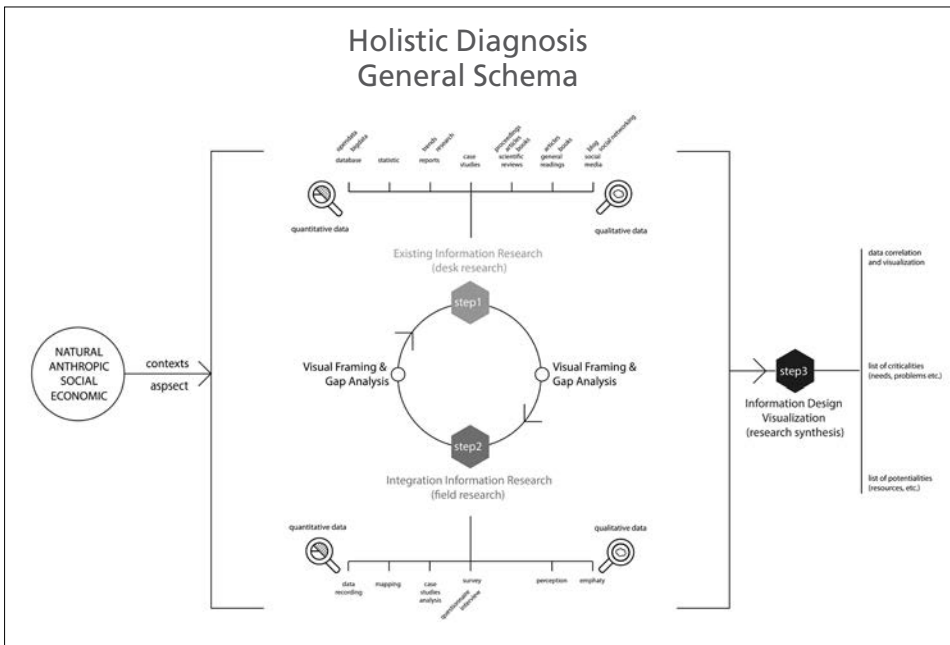 Holistic Diagnosis
General Schema
opendata
bigdata
trends
research
proceedings
articles
books
articles
books
blog
social networking
database
statistic
reports
case
studies
scientific
reviews
general
readings
social
media
quantitative data
qualitative data
Existing Information Research
(desk research)
step1
NATURAL
ANTHROPIC
SOCIAL
ECONOMIC
contexts
aspsect
Visual Framing &
Gap Analysis
Visual Framing &
Gap Analysis
step2
Integration Information Research
(field research)
quantitative data
qualitative data
data
recording
mapping
case
studies
analysis
survey
questionnaire
interview
perception
emphaty
step3
Information Design
Visualization
(research synthesis)
data correlation
and visualization
list of criticalities
(needs, problems etc.)
list of potentialities
(resources, etc.)